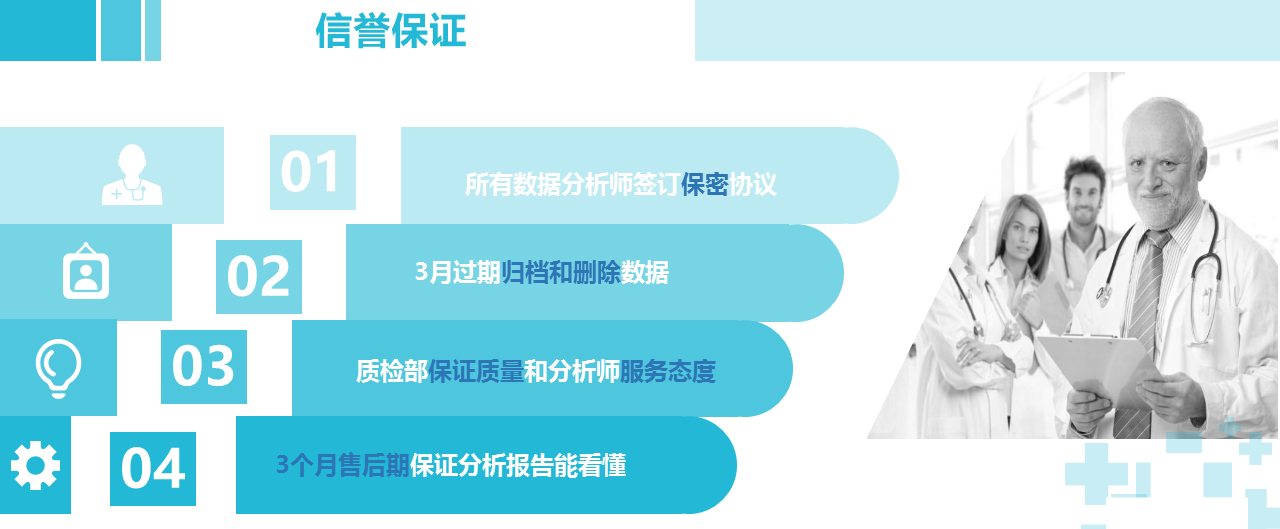 信誉保证
01
所有数据分析师签订保密协议
02
3月过期归档和删除数据
03
质检部保证质量和分析师服务态度
04
3个月售后期保证分析报告能看懂